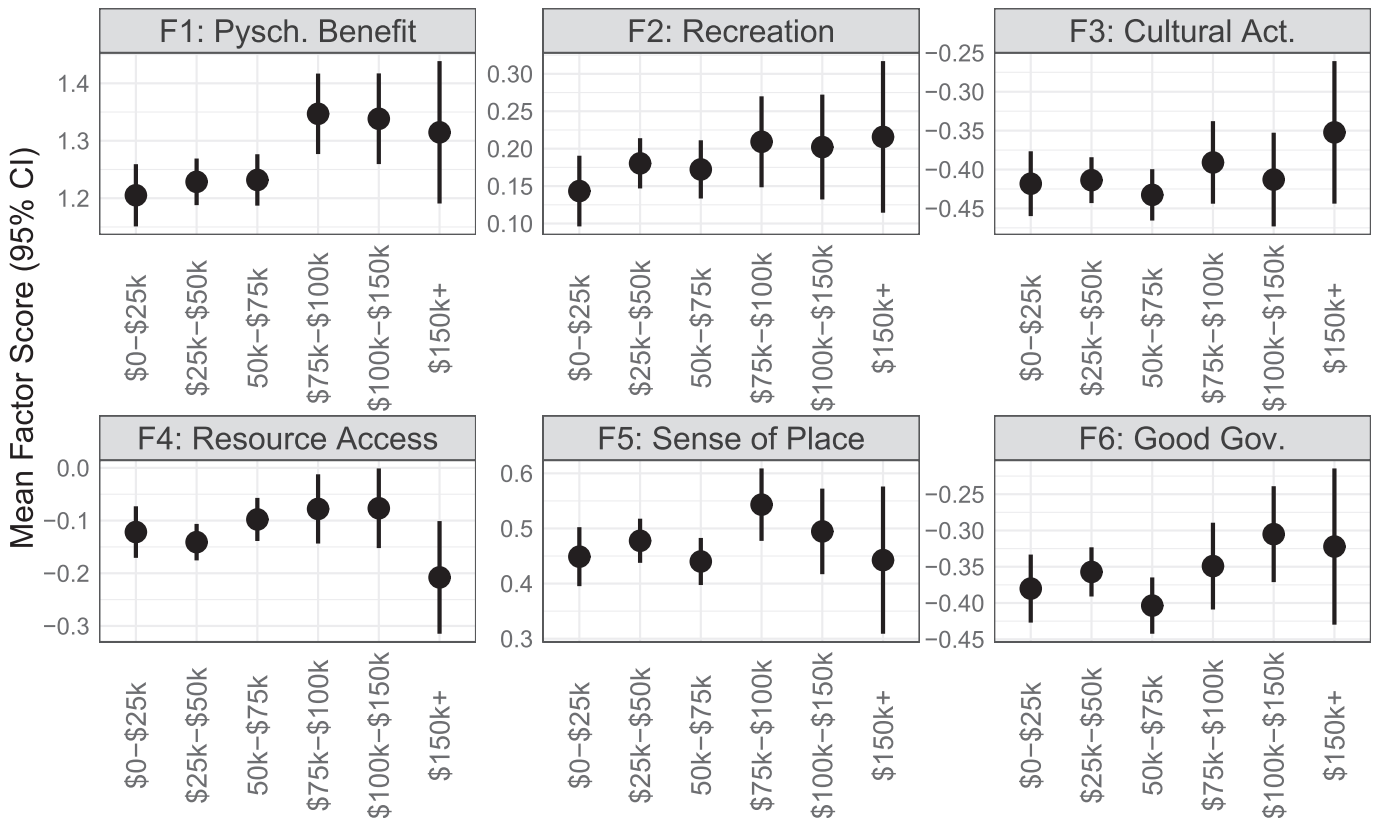 Mean Factor Score (95% CI)
F1: Pysch. Benefit
1.4
1.3
1.2
$0−$25k
$25k−$50k
50k−$75k
$75k−$100k
$100k−$150k
$150k+
F2: Recreation
0.30
0.25
0.20
0.15
0.10
$0−$25k
$25k−$50k
50k−$75k
$75k−$100k
$100k−$150k
$150k+
F3: Cultural Act.
−0.25
−0.30
−0.35
−0.40
−0.45
$0−$25k
$25k−$50k
50k−$75k
$75k−$100k
$100k−$150k
$150k+
F4: Resource Access
0.0
−0.1
−0.2
−0.3
$0−$25k
$25k−$50k
50k−$75k
$75k−$100k
$100k−$150k
$150k+
F5: Sense of Place
0.6
0.5
0.4
0.3
$0−$25k
$25k−$50k
50k−$75k
$75k−$100k
$100k−$150k
$150k+
F6: Good Gov.
−0.25
−0.30
−0.35
−0.40
−0.45
$0−$25k
$25k−$50k
50k−$75k
$75k−$100k
$100k−$150k
$150k+